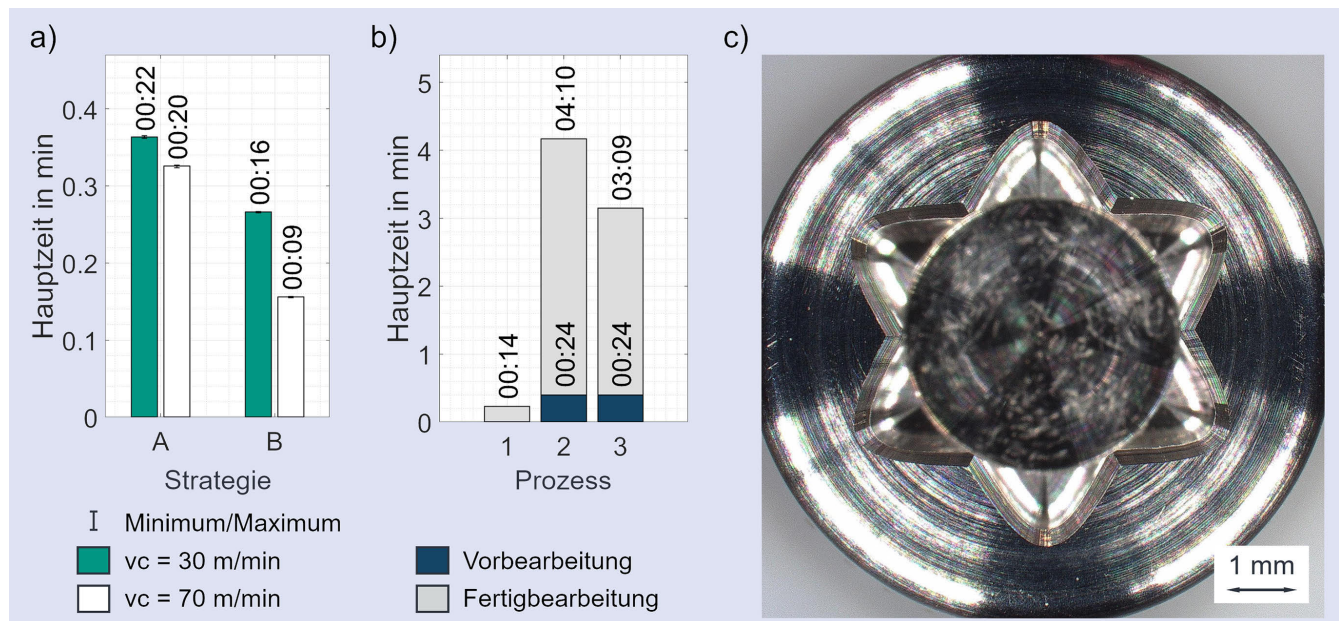 a)
Hauptzeit in min
0.4
0.3
0.2
0.1
0
00:22
00:20
00:16
00:09
A B
Strategie
Minimum/Maximum
vc = 30 m/min
vc = 70 m/min
b)
Hauptzeit in min
5
4
3
2
1
0
00:14
04:10
00:24
03:09
00:24
1 2 3
Prozess
Vorbearbeitung
Fertigbearbeitung
c)
1 mm